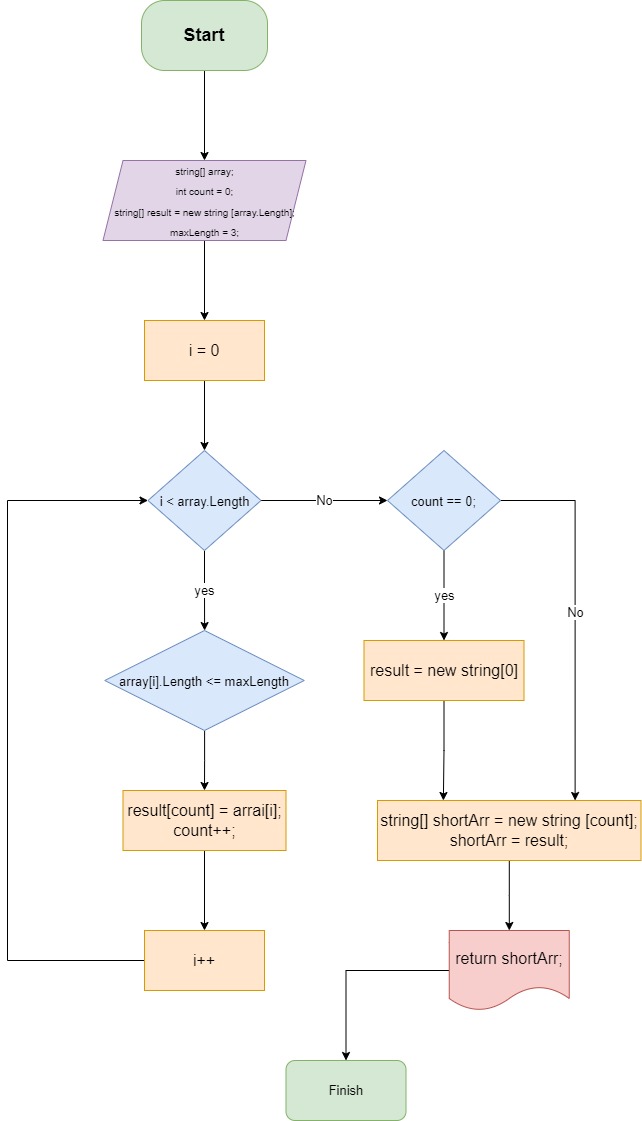 Start
string[] array;
int count = 0;
string[] result = new string [array.Length];
maxLength = 3;
i = 0
i < array.Length
No
count == 0;
yes
yes
No
result = new string[0]
array[i].Length <= maxLength
result[count] = arrai[i];
count++;
string[] shortArr = new string [count];
shortArr = result;
i++
return shortArr;
Finish